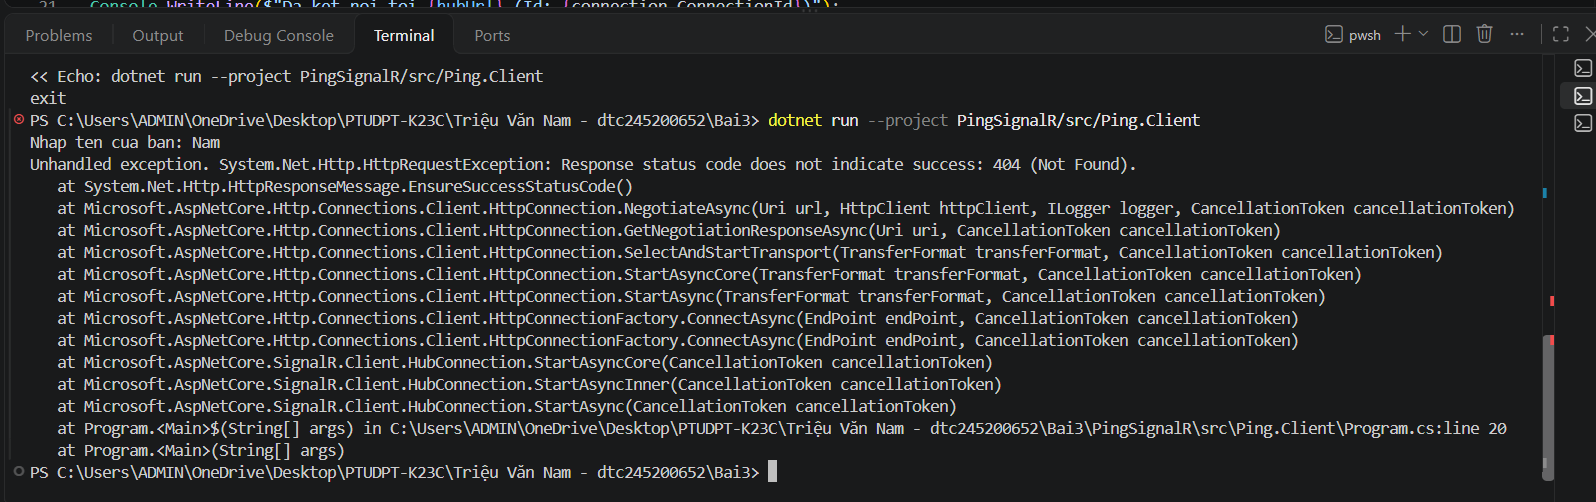 21 Console.WriteLine($"Da ket noi toi {hubUrl} (Id: {connection.ConnectionId})");
Problems Output Debug Console Terminal Ports pwsh
<< Echo: dotnet run --project PingSignalR/src/Ping.Client
exit
PS C:\Users\ADMIN\OneDrive\Desktop\PTUDPT-K23C\Triệu Văn Nam - dtc245200652\Bai3> dotnet run --project PingSignalR/src/Ping.Client
Nhap ten cua ban: Nam
Unhandled exception. System.Net.Http.HttpRequestException: Response status code does not indicate success: 404 (Not Found).
at System.Net.Http.HttpResponseMessage.EnsureSuccessStatusCode()
at Microsoft.AspNetCore.Http.Connections.Client.HttpConnection.NegotiateAsync(Uri url, HttpClient httpClient, ILogger logger, CancellationToken cancellationToken)
at Microsoft.AspNetCore.Http.Connections.Client.HttpConnection.GetNegotiationResponseAsync(Uri uri, CancellationToken cancellationToken)
at Microsoft.AspNetCore.Http.Connections.Client.HttpConnection.SelectAndStartTransport(TransferFormat transferFormat, CancellationToken cancellationToken)
at Microsoft.AspNetCore.Http.Connections.Client.HttpConnection.StartAsyncCore(TransferFormat transferFormat, CancellationToken cancellationToken)
at Microsoft.AspNetCore.Http.Connections.Client.HttpConnection.StartAsync(TransferFormat transferFormat, CancellationToken cancellationToken)
at Microsoft.AspNetCore.Http.Connections.Client.HttpConnectionFactory.ConnectAsync(EndPoint endPoint, CancellationToken cancellationToken)
at Microsoft.AspNetCore.Http.Connections.Client.HttpConnectionFactory.ConnectAsync(EndPoint endPoint, CancellationToken cancellationToken)
at Microsoft.AspNetCore.SignalR.Client.HubConnection.StartAsyncCore(CancellationToken cancellationToken)
at Microsoft.AspNetCore.SignalR.Client.HubConnection.StartAsyncInner(CancellationToken cancellationToken)
at Microsoft.AspNetCore.SignalR.Client.HubConnection.StartAsync(CancellationToken cancellationToken)
at Program.<Main>$(String[] args) in C:\Users\ADMIN\OneDrive\Desktop\PTUDPT-K23C\Triệu Văn Nam - dtc245200652\Bai3\PingSignalR\src\Ping.Client\Program.cs:line 20
at Program.<Main>(String[] args)
PS C:\Users\ADMIN\OneDrive\Desktop\PTUDPT-K23C\Triệu Văn Nam - dtc245200652\Bai3>